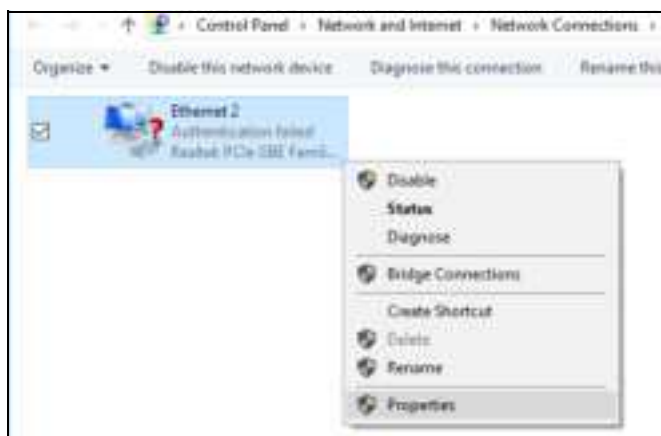 Control Panel › Network and Internet › Network Connections ›
Organize Disable this network device Diagnose this connection Rename this
Ethernet 2
Authentication failed
Realtek PCIe GBE Famil...
Disable
Status
Diagnose
Bridge Connections
Create Shortcut
Delete
Rename
Properties